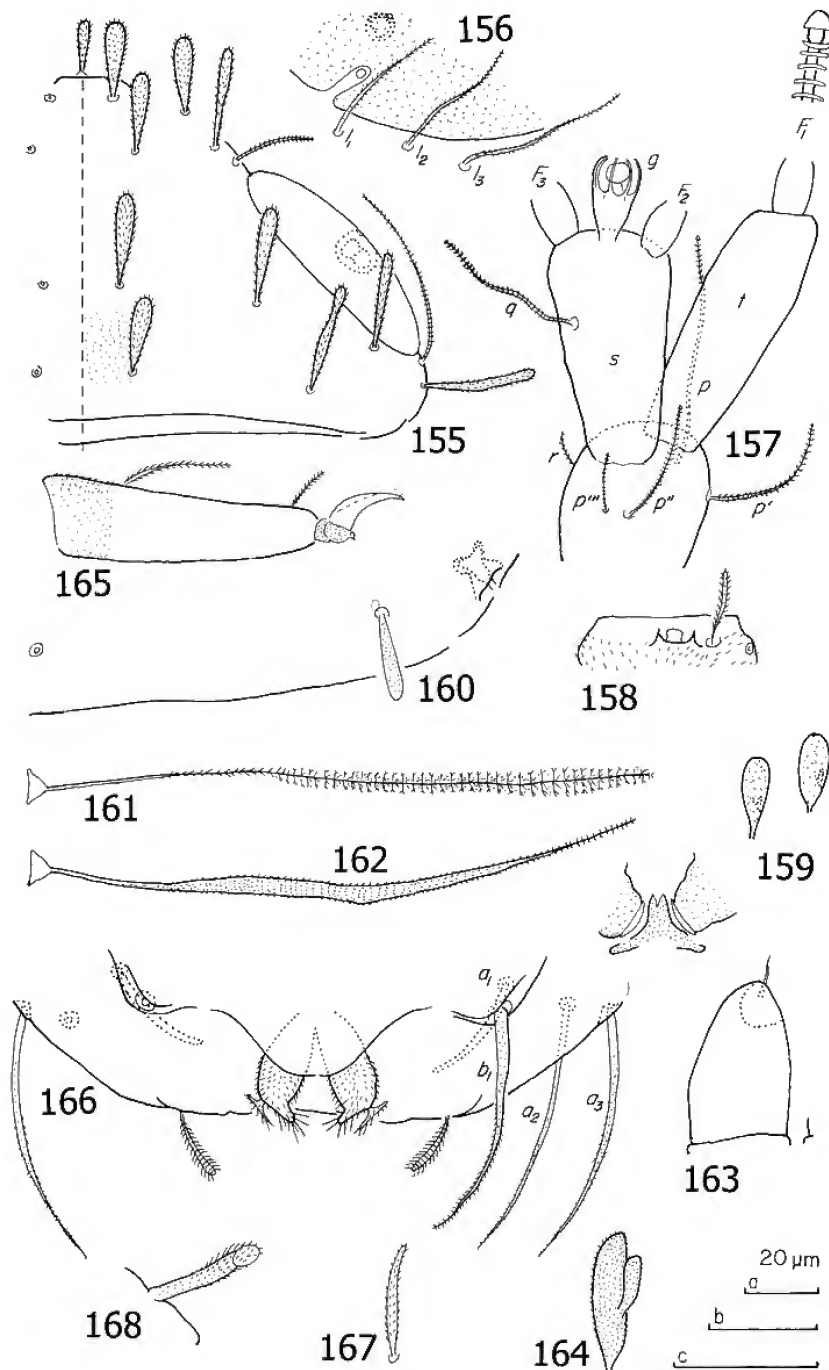 156
F₁
l₁
l₂
l₃
F₃
g
F₂
q
t
s
p
155
157
r
p'''
p''
p'
165
160
158
161
162
159
a₁
b₁
a₂
a₃
166
163
20 µm
a
b
c
168
167
164